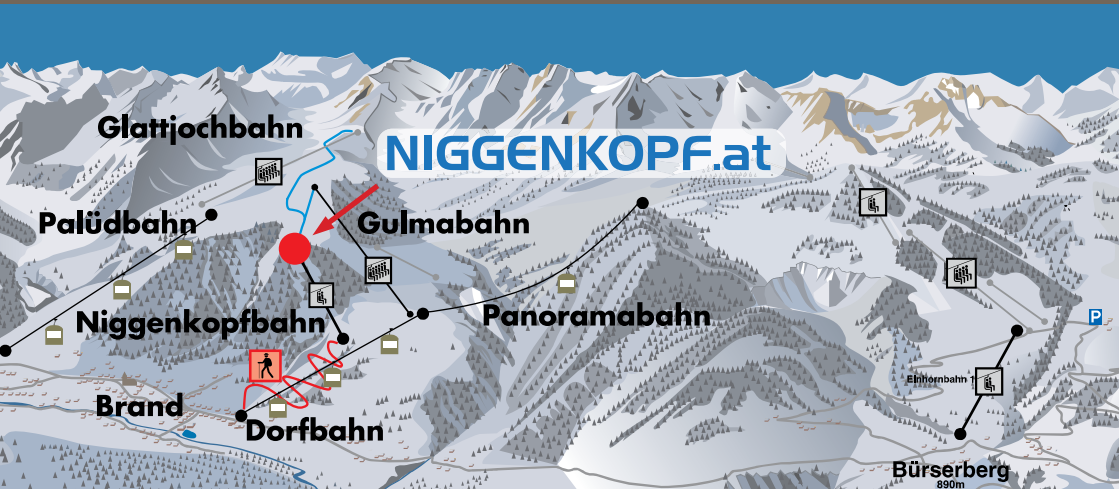 Glattjochbahn
NIGGENKOPF.at
Palüdbahn
Gulmabahn
Niggenkopfbahn
Panoramabahn
P
Einhornbahn 1
Brand
Dorfbahn
Bürserberg
890m